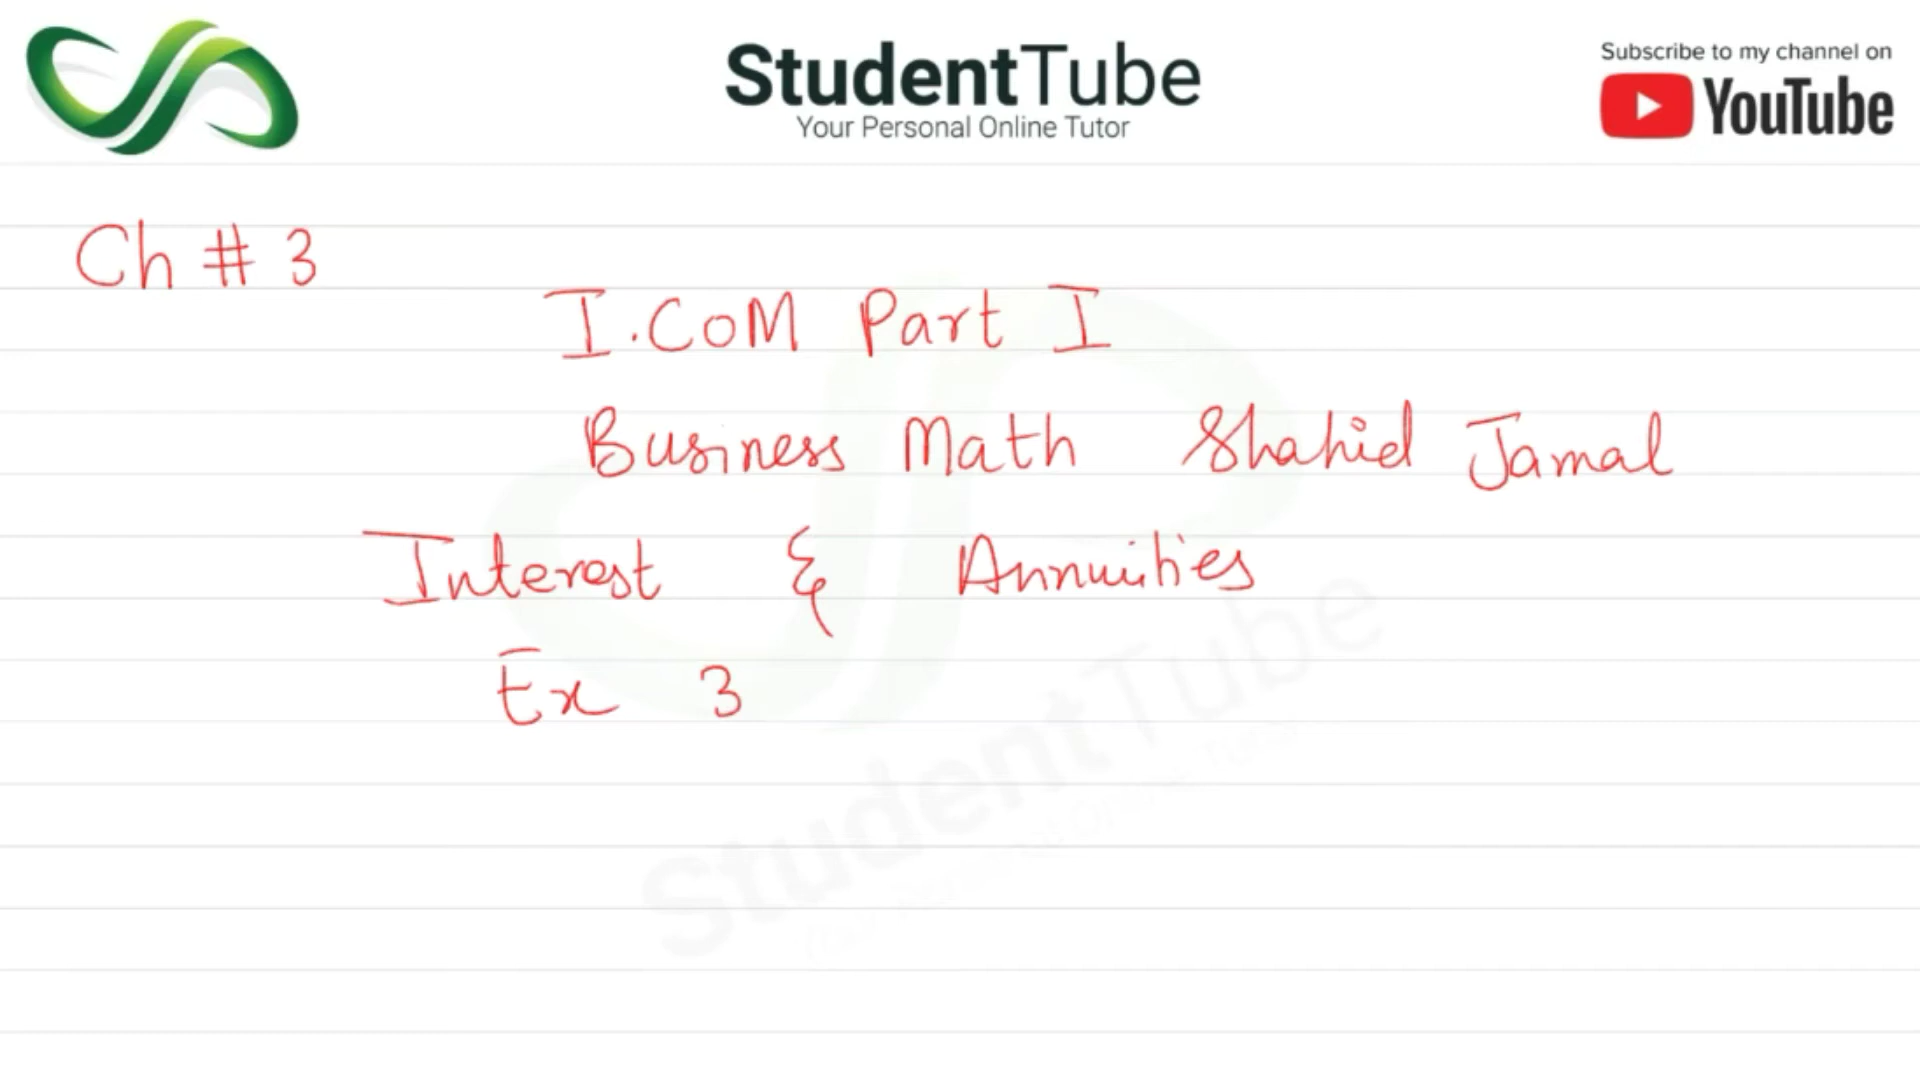 StudentTube
Your Personal Online Tutor
Subscribe to my channel on
YouTube
Ch # 3
I.COM Part I
Business Math Shahid Jamal
Interest & Annuities
Ex 3
StudentTube